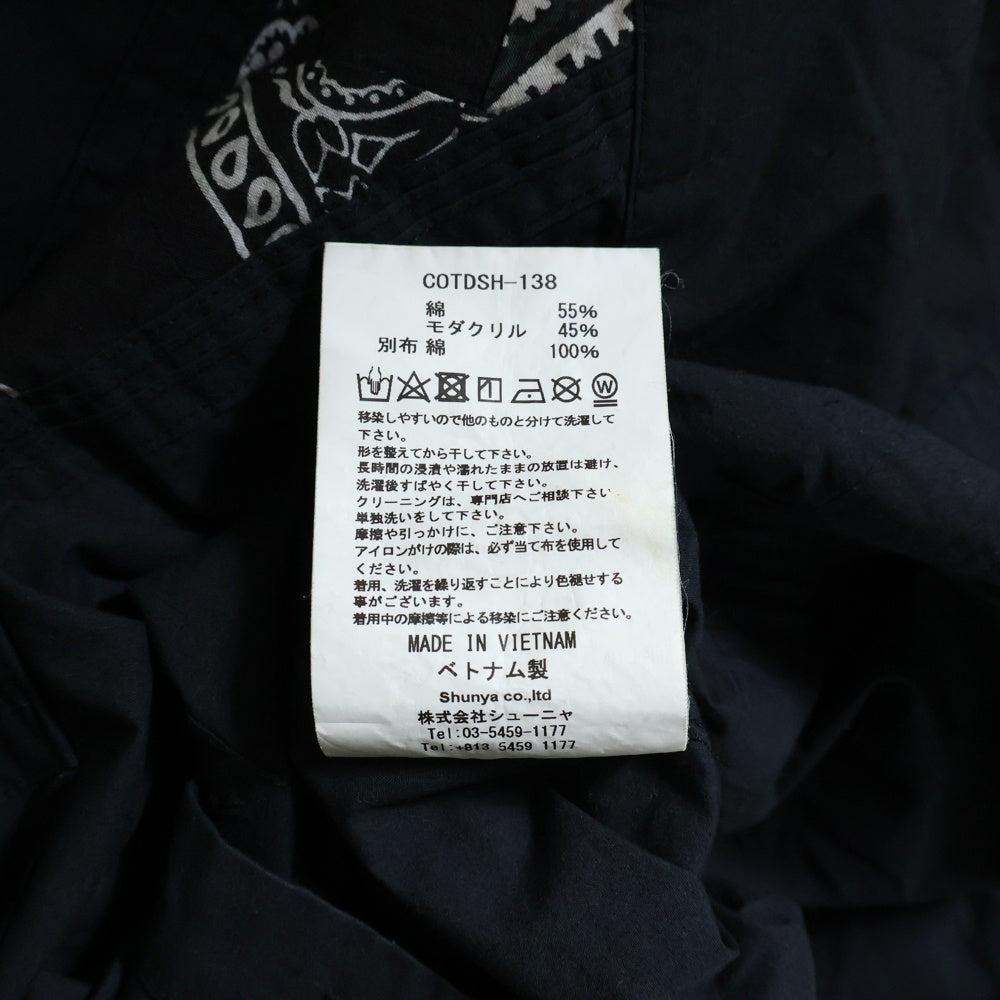 COTDSH-138
綿 55%
モダクリル 45%
別布 綿 100%
W
移染しやすいので他のものと分けて洗濯して
下さい。
形を整えてから干して下さい。
長時間の浸漬や濡れたままの放置は避け、
洗濯後すばやく干して下さい。
クリーニングは、専門店へご相談下さい
単独洗いをして下さい。
摩擦や引っかけに、ご注意下さい。
アイロンがけの際は、必ず当て布を使用して
ください。
着用、洗濯を繰り返すことにより色褪せする
事がございます。
着用中の摩擦等による移染にご注意ください。
MADE IN VIETNAM
ベトナム製
Shunya co.,ltd
株式会社シューニャ
Tel:03-5459-1177
Tel:+813 5459 1177